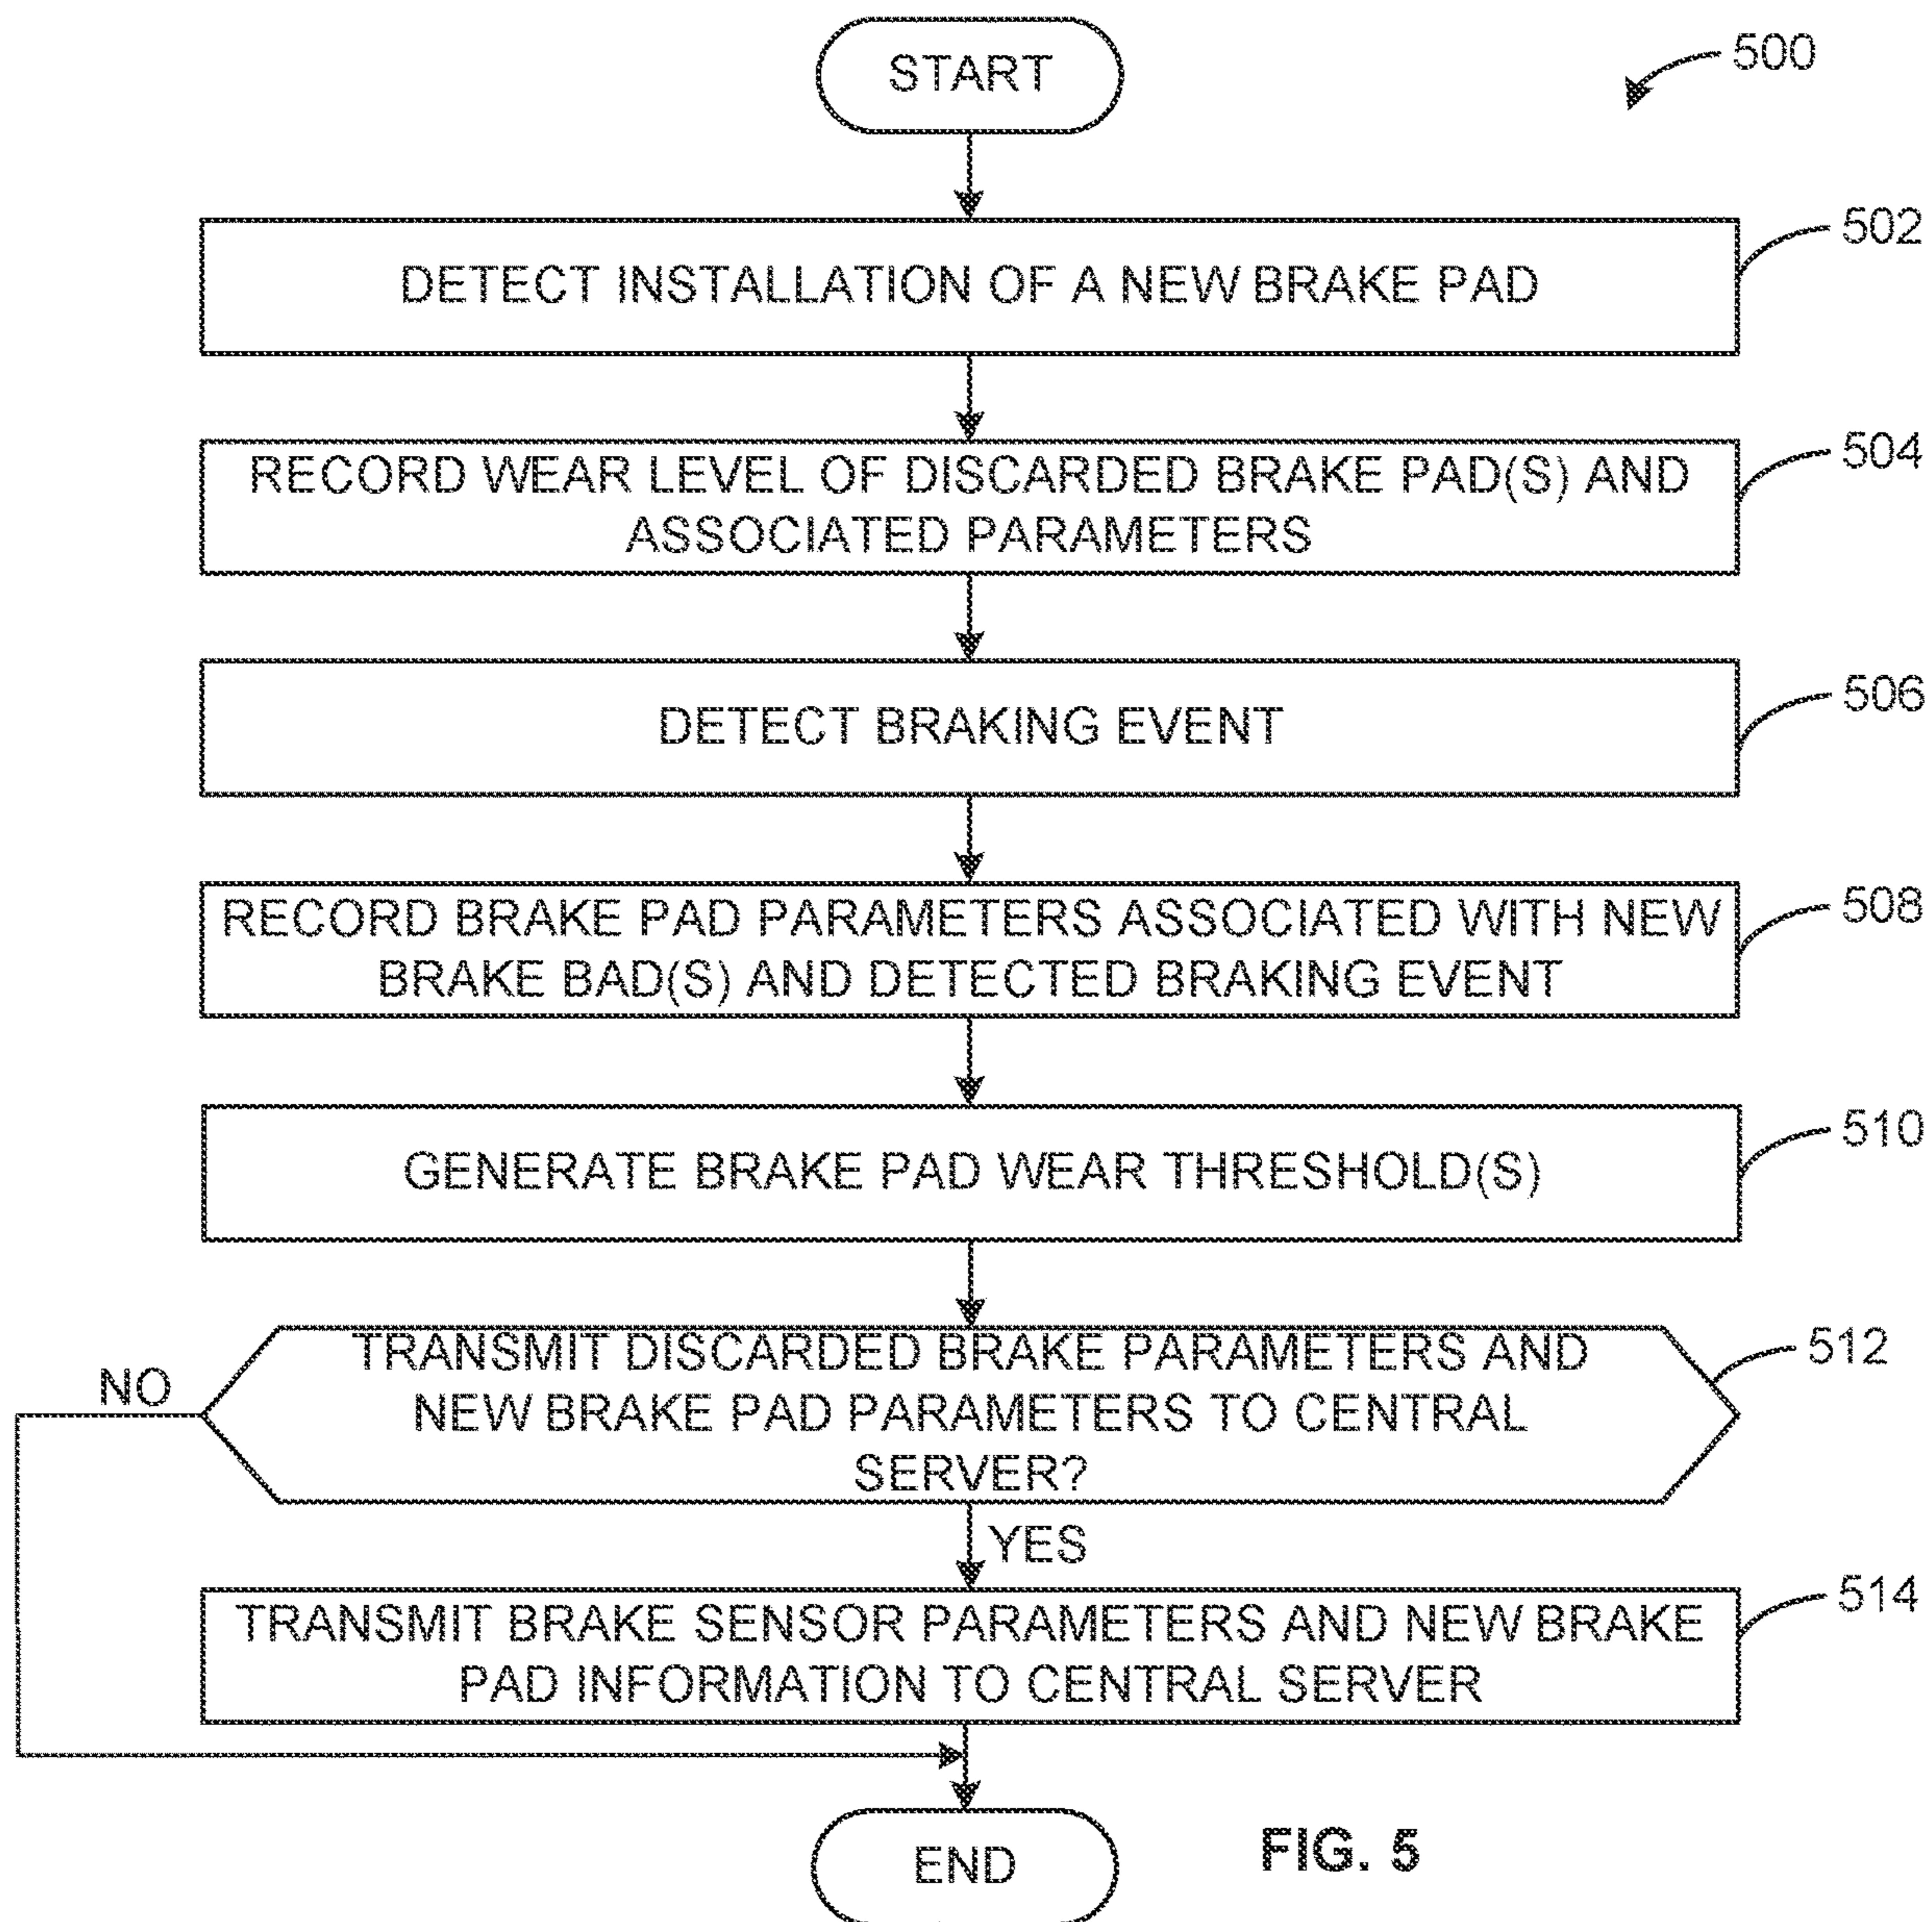 START
500
502
DETECT INSTALLATION OF A NEW BRAKE PAD
504
RECORD WEAR LEVEL OF DISCARDED BRAKE PAD(S) AND
ASSOCIATED PARAMETERS
506
DETECT BRAKING EVENT
508
RECORD BRAKE PAD PARAMETERS ASSOCIATED WITH NEW
BRAKE BAD(S) AND DETECTED BRAKING EVENT
510
GENERATE BRAKE PAD WEAR THRESHOLD(S)
512
TRANSMIT DISCARDED BRAKE PARAMETERS AND
NEW BRAKE PAD PARAMETERS TO CENTRAL
SERVER?
NO
YES
514
TRANSMIT BRAKE SENSOR PARAMETERS AND NEW BRAKE
PAD INFORMATION TO CENTRAL SERVER
END
FIG. 5